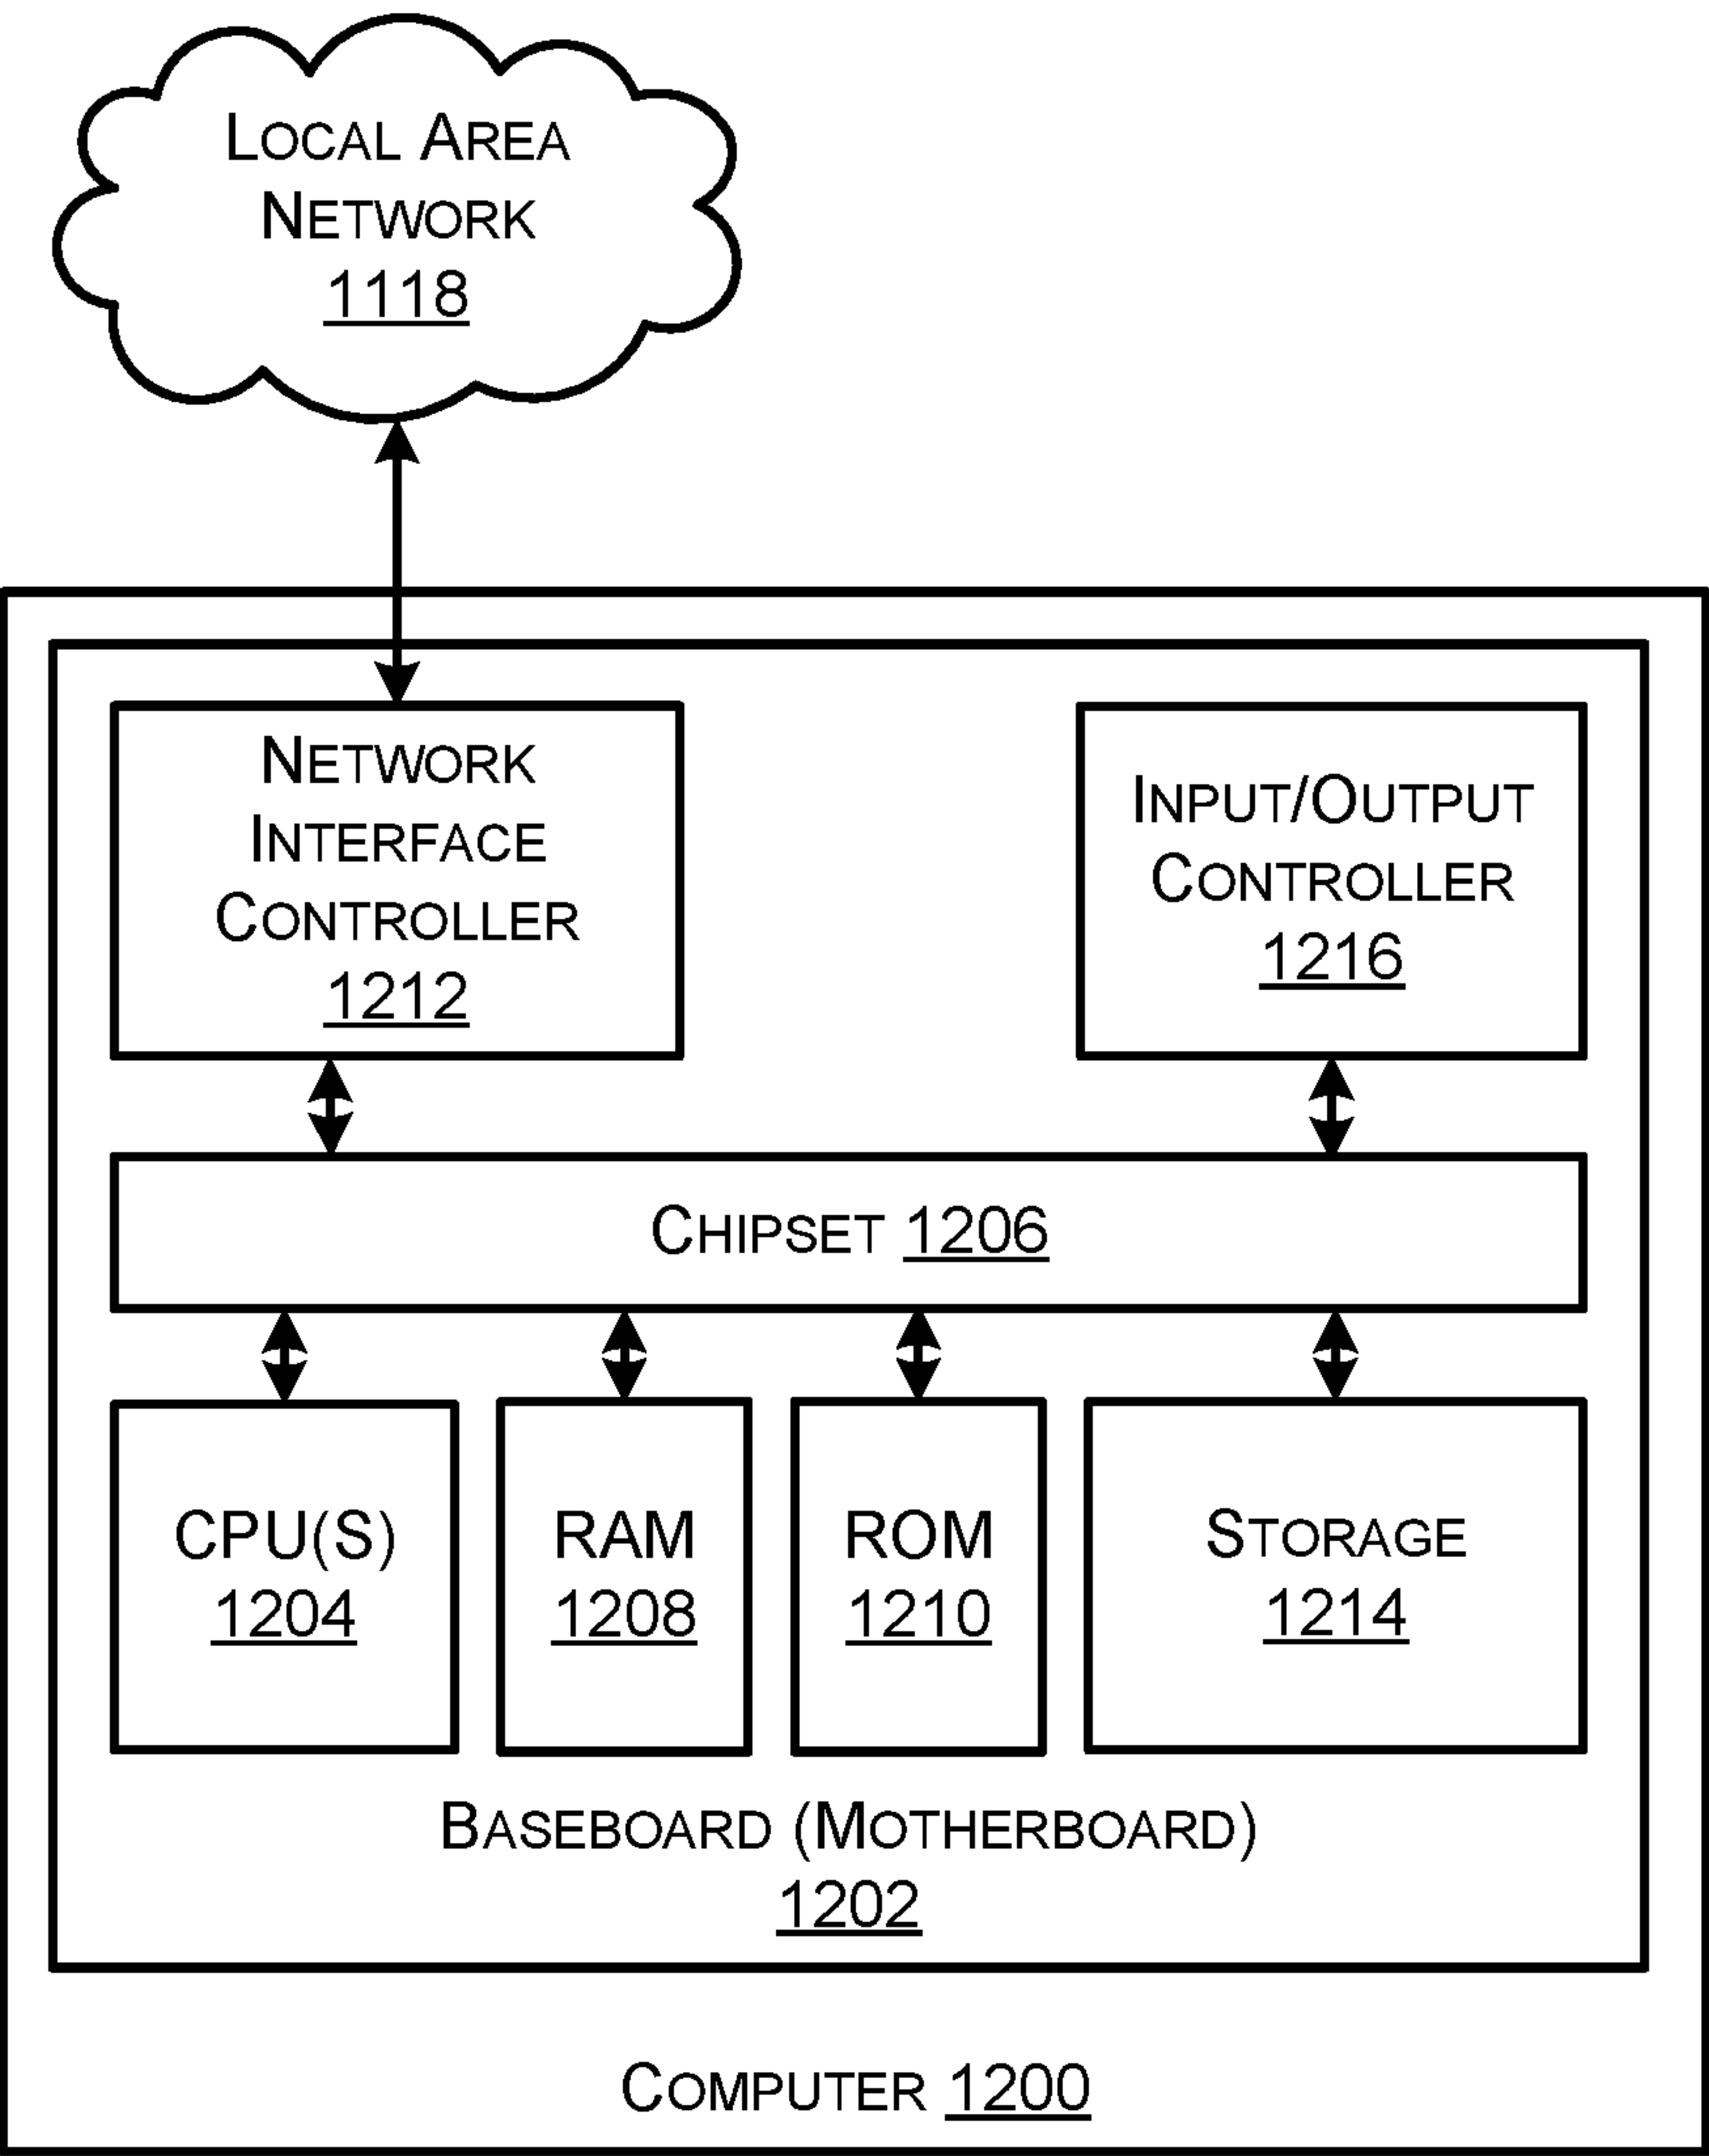 LOCAL AREA
NETWORK
1118
NETWORK
INTERFACE
CONTROLLER
1212
INPUT/OUTPUT
CONTROLLER
1216
CHIPSET 1206
CPU(S)
1204
RAM
1208
ROM
1210
STORAGE
1214
BASEBOARD (MOTHERBOARD)
1202
COMPUTER 1200